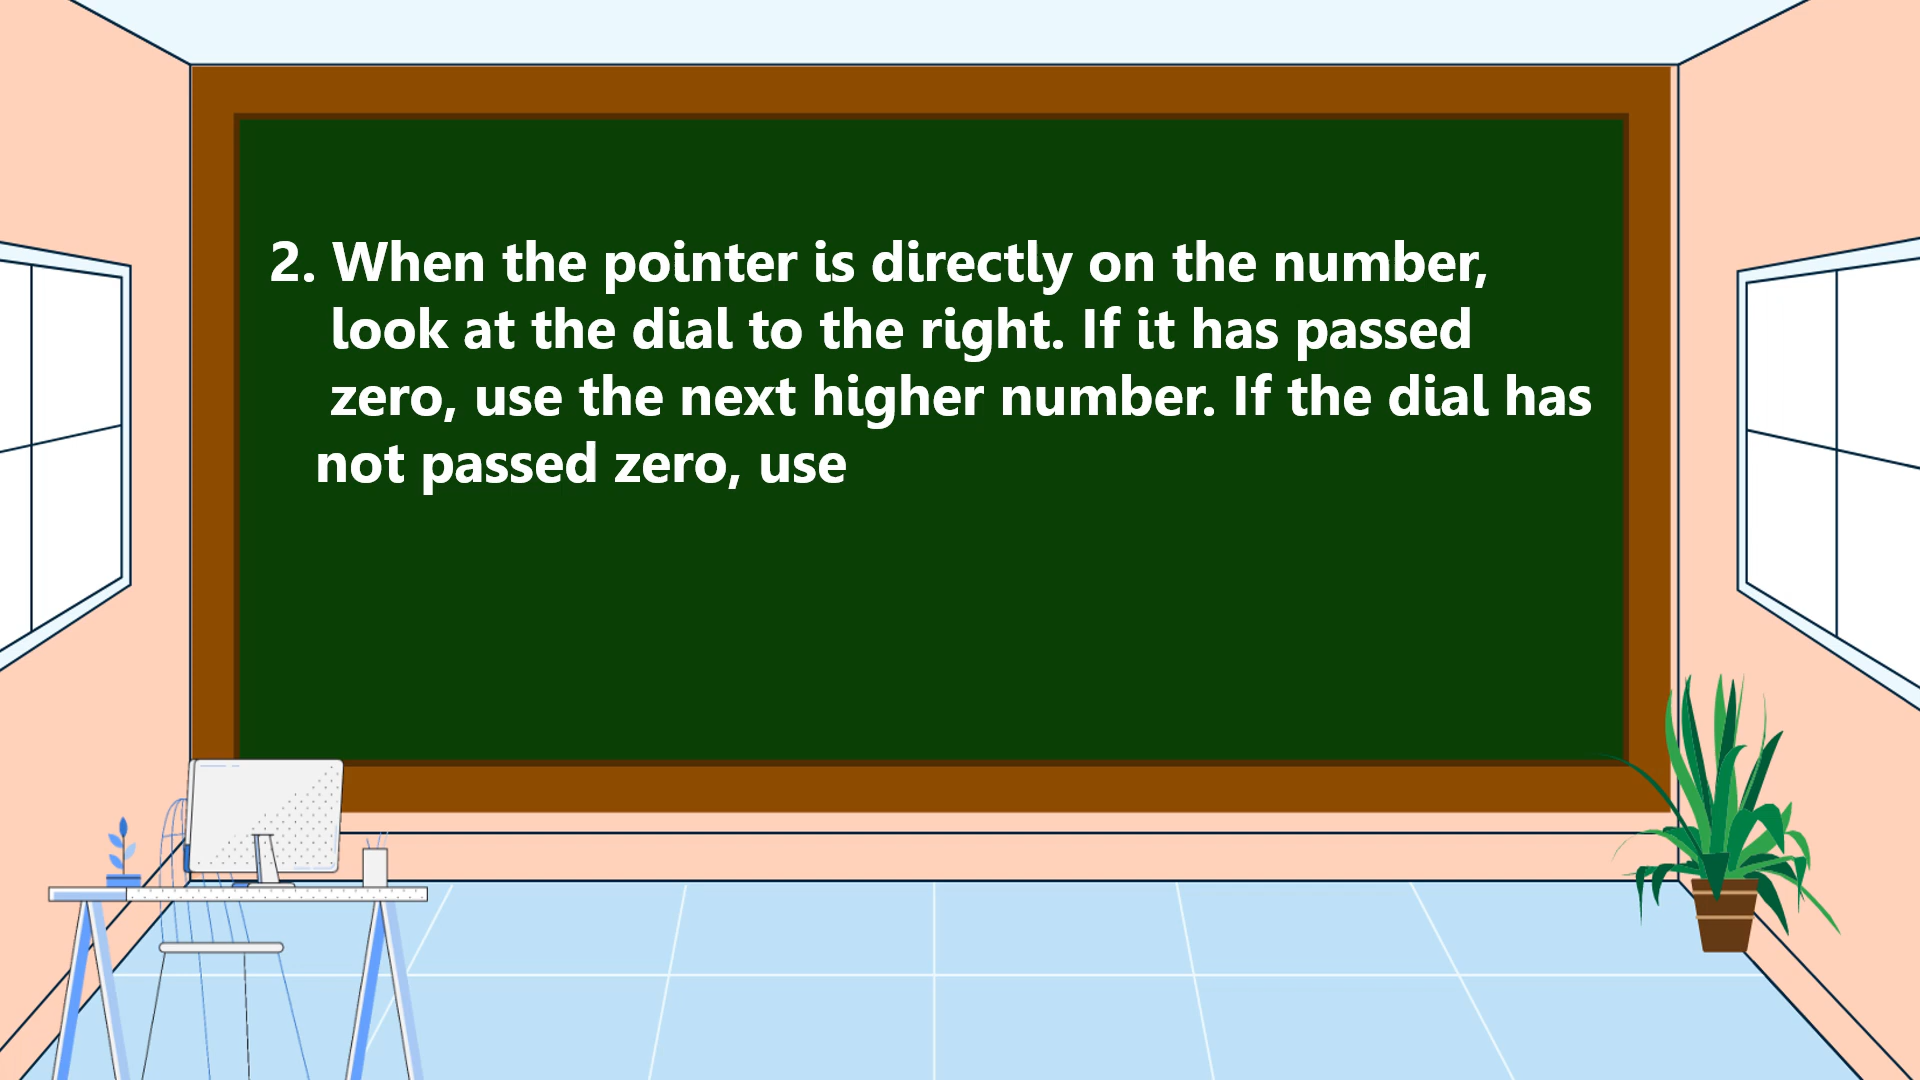 2. When the pointer is directly on the number,
look at the dial to the right. If it has passed
zero, use the next higher number. If the dial has
not passed zero, use